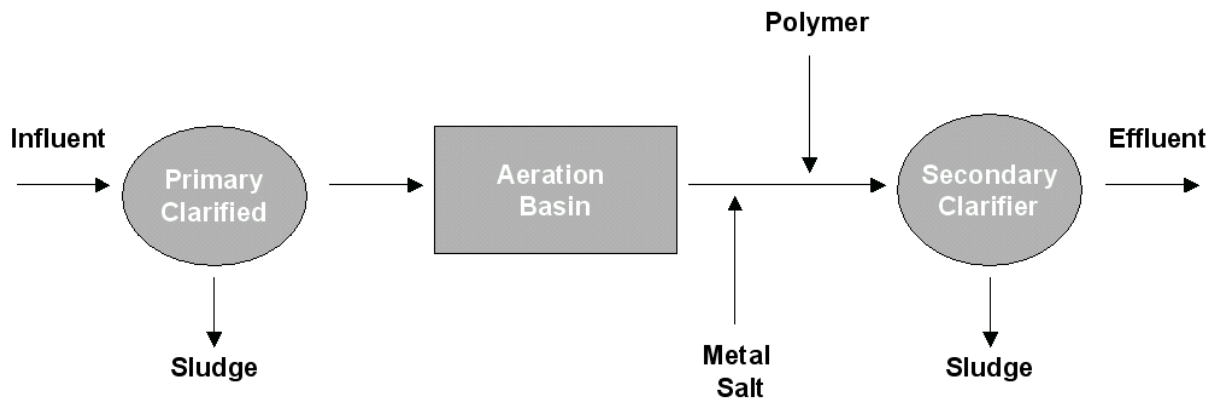 Polymer
Influent
Primary
Clarified
Aeration
Basin
Secondary
Clarifier
Effluent
Sludge
Metal
Salt
Sludge